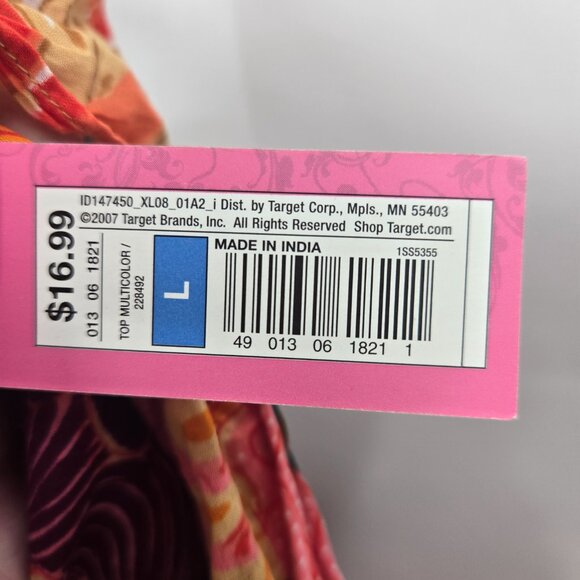 ID147450_XL08_01A2_i Dist. by Target Corp., Mpls., MN 55403
©2007 Target Brands, Inc. All Rights Reserved Shop Target.com
$16.99
013 06 1821
TOP MULTICOLOR /
228492
L
MADE IN INDIA
1SS5355
49 013 06 1821 1